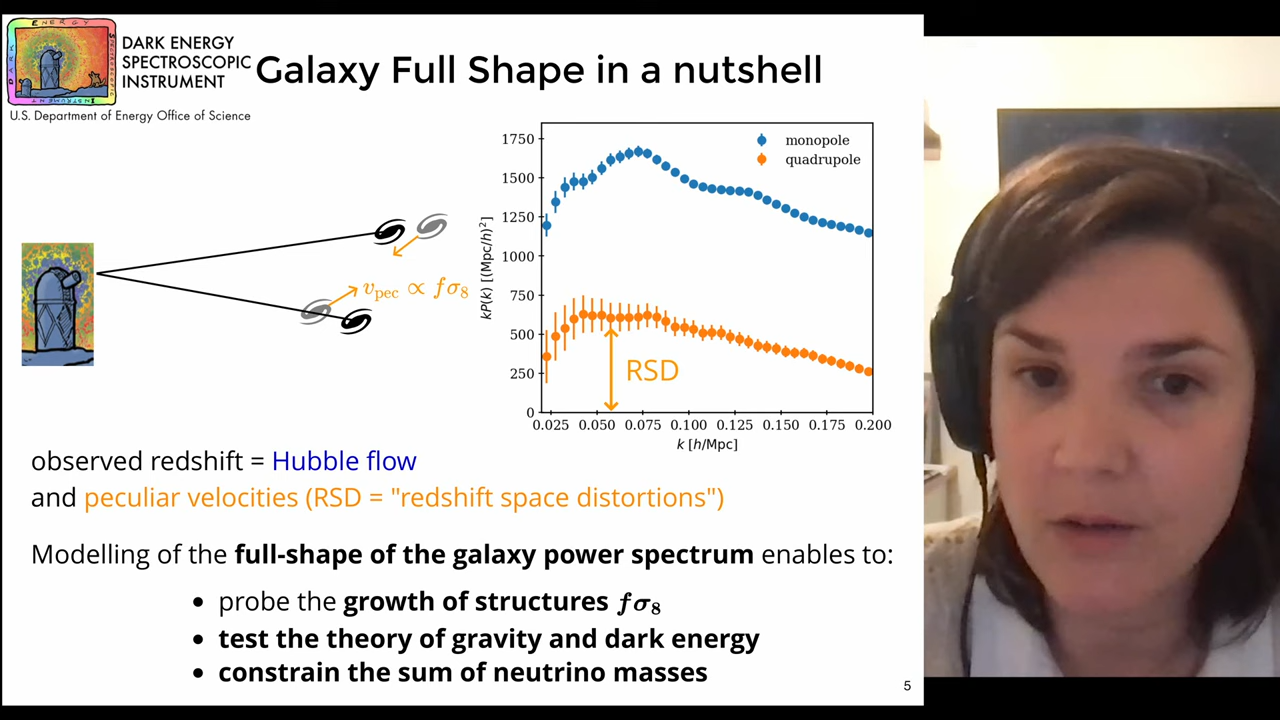 DARK ENERGY
SPECTROSCOPIC
INSTRUMENT
U.S. Department of Energy Office of Science
Galaxy Full Shape in a nutshell
v_pec ∝ fσ₈
kP(k) [(Mpc/h)²]
1750
1500
1250
1000
750
500
250
0
monopole
quadrupole
RSD
0.025 0.050 0.075 0.100 0.125 0.150 0.175 0.200
k [h/Mpc]
observed redshift = Hubble flow
and peculiar velocities (RSD = "redshift space distortions")
Modelling of the full-shape of the galaxy power spectrum enables to:
• probe the growth of structures fσ₈
• test the theory of gravity and dark energy
• constrain the sum of neutrino masses
5